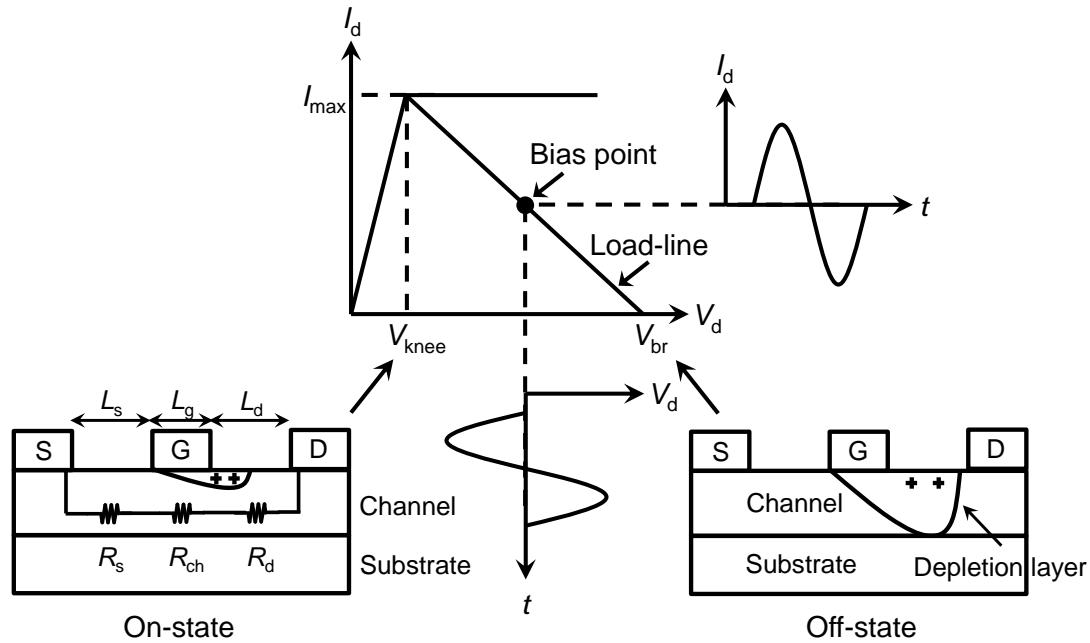 I_d
I_max
Bias point
Load-line
V_knee
V_br
V_d
I_d
t
V_d
t
L_s L_g L_d
S G D
Channel
R_s R_ch R_d
Substrate
On-state
S G D
Channel
Substrate
Depletion layer
Off-state